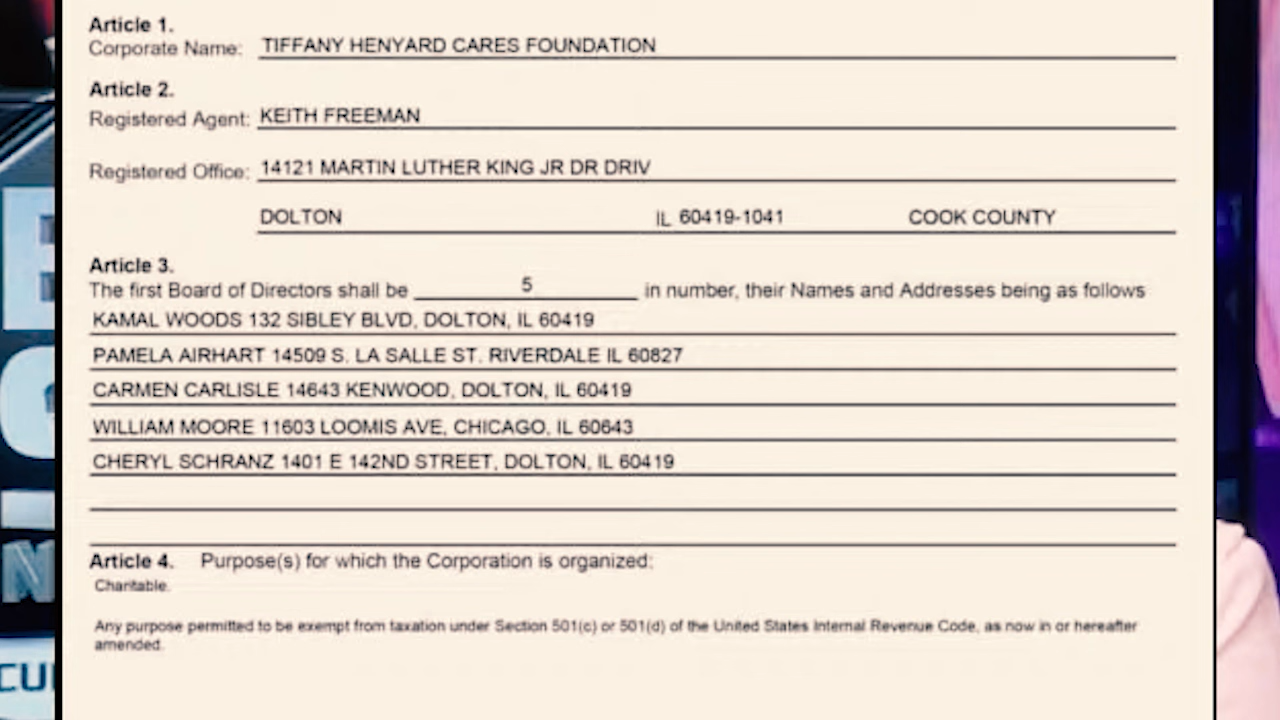 Article 1.
Corporate Name: TIFFANY HENYARD CARES FOUNDATION
Article 2.
Registered Agent: KEITH FREEMAN
Registered Office: 14121 MARTIN LUTHER KING JR DR DRIV
DOLTON IL 60419-1041 COOK COUNTY
Article 3.
The first Board of Directors shall be 5 in number, their Names and Addresses being as follows
KAMAL WOODS 132 SIBLEY BLVD, DOLTON, IL 60419
PAMELA AIRHART 14509 S. LA SALLE ST. RIVERDALE IL 60827
CARMEN CARLISLE 14643 KENWOOD, DOLTON, IL 60419
WILLIAM MOORE 11603 LOOMIS AVE, CHICAGO, IL 60643
CHERYL SCHRANZ 1401 E 142ND STREET, DOLTON, IL 60419
Article 4. Purpose(s) for which the Corporation is organized:
Charitable.
Any purpose permitted to be exempt from taxation under Section 501(c) or 501(d) of the United States Internal Revenue Code, as now in or hereafter
amended.